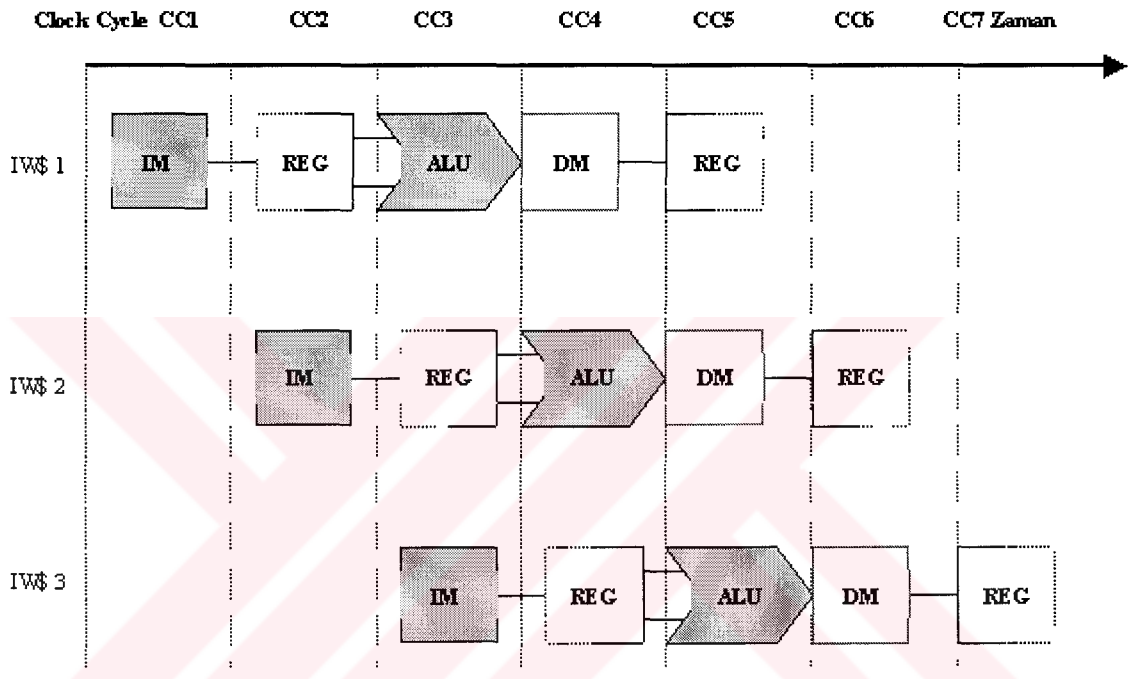 Clock Cycle CC1 CC2 CC3 CC4 CC5 CC6 CC7 Zaman
IW$ 1 IM REG ALU DM REG
IW$ 2 IM REG ALU DM REG
IW$ 3 IM REG ALU DM REG